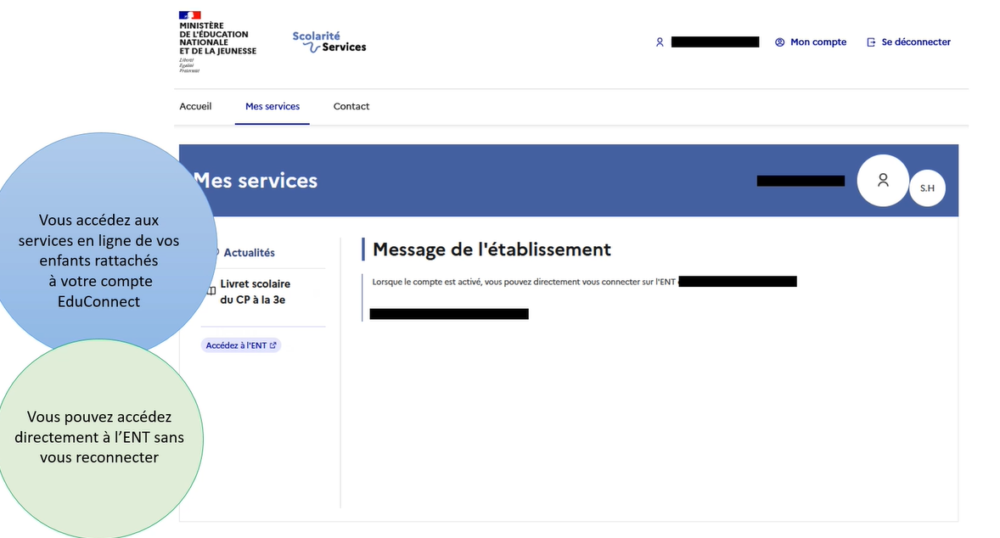 MINISTÈRE
DE L'ÉDUCATION
NATIONALE
ET DE LA JEUNESSE
Liberté
Égalité
Fraternité
Scolarité
Services
Mon compte
Se déconnecter
Accueil
Mes services
Contact
Mes services
S.H
Vous accédez aux
services en ligne de vos
enfants rattachés
à votre compte
EduConnect
Actualités
Livret scolaire
du CP à la 3e
Accédez à l'ENT
Message de l'établissement
Lorsque le compte est activé, vous pouvez directement vous connecter sur l'ENT
Vous pouvez accédez
directement à l'ENT sans
vous reconnecter